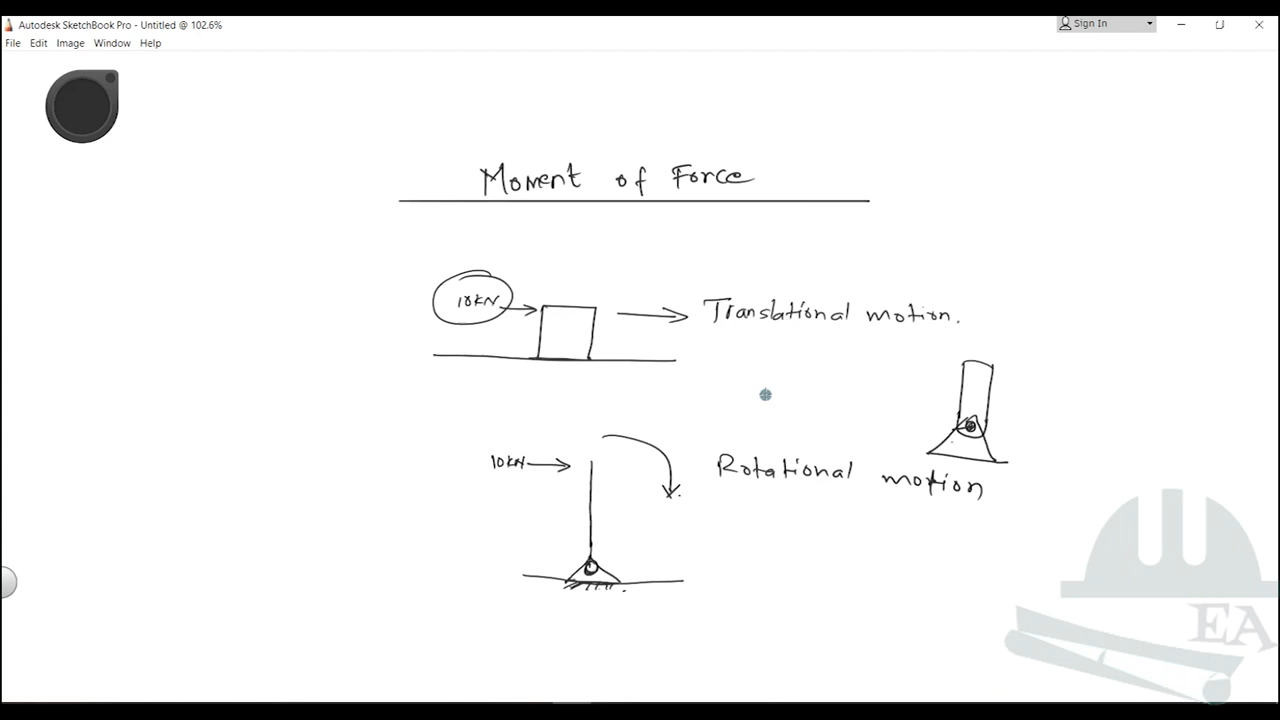 Autodesk SketchBook Pro - Untitled @ 102.6%
Sign In
File Edit Image Window Help
Moment of Force
10KN
Translational motion.
10KN
Rotational motion
EA